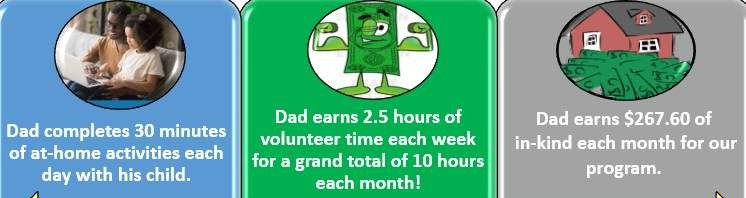 Dad completes 30 minutes
of at-home activities each
day with his child.
Dad earns 2.5 hours of
volunteer time each week
for a grand total of 10 hours
each month!
Dad earns $267.60 of
in-kind each month for our
program.